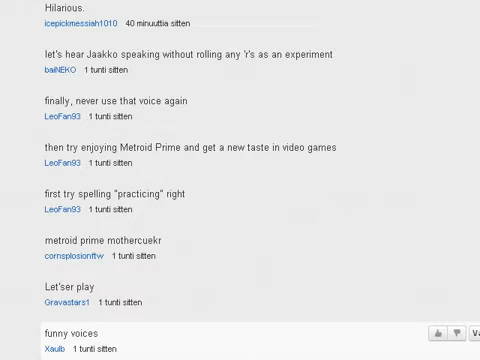 Hilarious.
icepickmessiah1010 40 minuuttia sitten
let's hear Jaakko speaking without rolling any 'r's as an experiment
baiNEKO 1 tunti sitten
finally, never use that voice again
LeoFan93 1 tunti sitten
then try enjoying Metroid Prime and get a new taste in video games
LeoFan93 1 tunti sitten
first try spelling "practicing" right
LeoFan93 1 tunti sitten
metroid prime mothercuekr
cornsplosionftw 1 tunti sitten
Let'ser play
Gravastars1 1 tunti sitten
funny voices
Xaulb 1 tunti sitten